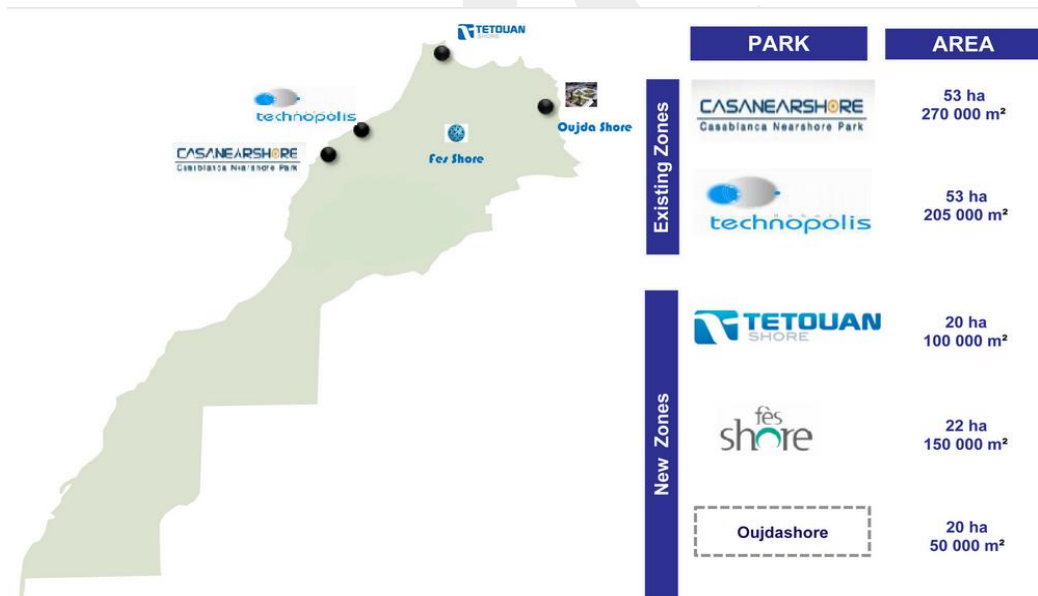 TETOUAN
SHORE
technopolis
CASANEARSHORE
Casablanca Nearshore Park
Fes Shore
Oujda Shore
PARK
AREA
Existing Zones
CASANEARSHORE
Casablanca Nearshore Park
53 ha
270 000 m²
technopolis
53 ha
205 000 m²
New Zones
TETOUAN
SHORE
20 ha
100 000 m²
fès
shore
22 ha
150 000 m²
Oujdashore
20 ha
50 000 m²